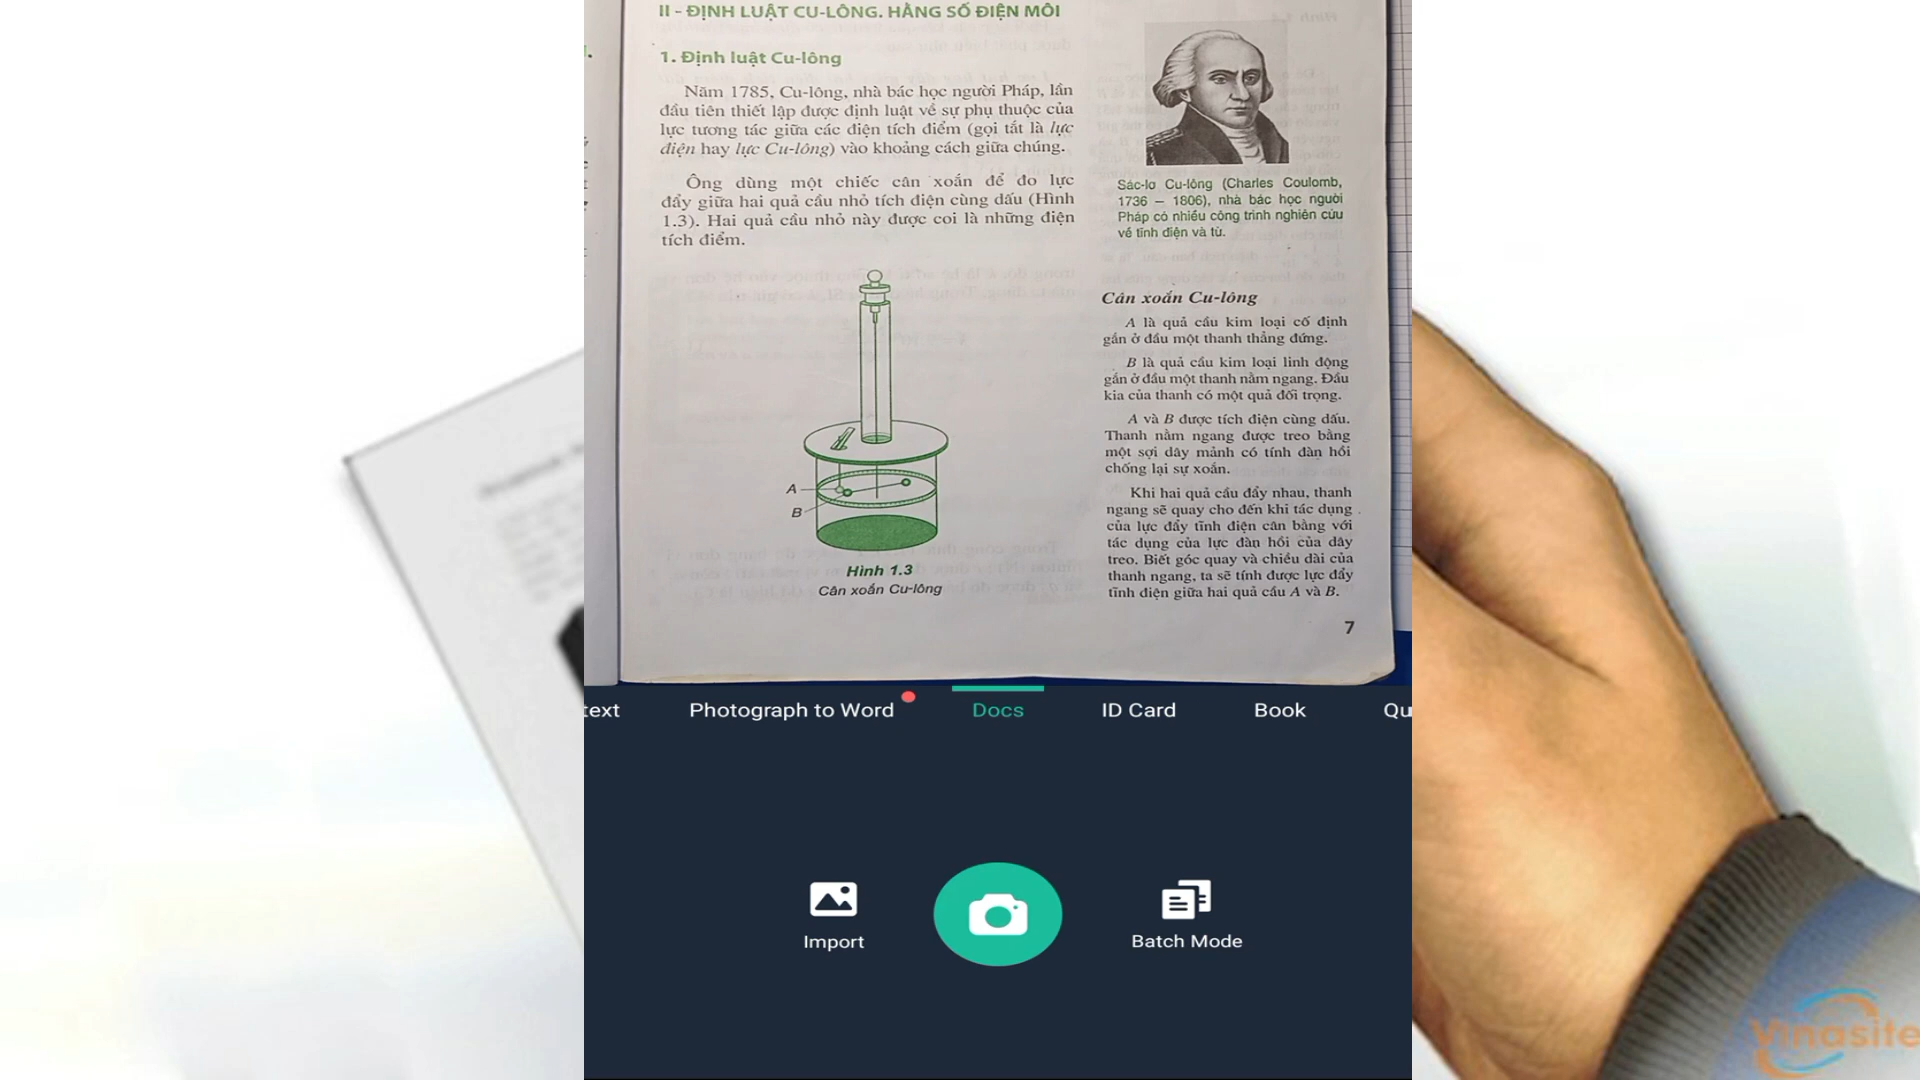 II - ĐỊNH LUẬT CU-LÔNG. HẰNG SỐ ĐIỆN MÔI
1. Định luật Cu-lông
Năm 1785, Cu-lông, nhà bác học người Pháp, lần
đầu tiên thiết lập được định luật về sự phụ thuộc của
lực tương tác giữa các điện tích điểm (gọi tắt là lực
điện hay lực Cu-lông) vào khoảng cách giữa chúng.
Ông dùng một chiếc cân xoắn để đo lực
đẩy giữa hai quả cầu nhỏ tích điện cùng dấu (Hình
1.3). Hai quả cầu nhỏ này được coi là những điện
tích điểm.
A
B
Hình 1.3
Cân xoắn Cu-lông
Sác-lơ Cu-lông (Charles Coulomb,
1736 – 1806), nhà bác học người
Pháp có nhiều công trình nghiên cứu
về tĩnh điện và từ.
Cân xoắn Cu-lông
A là quả cầu kim loại cố định
gắn ở đầu một thanh thẳng đứng.
B là quả cầu kim loại linh động
gắn ở đầu một thanh nằm ngang. Đầu
kia của thanh có một quả đối trọng.
A và B được tích điện cùng dấu.
Thanh nằm ngang được treo bằng
một sợi dây mảnh có tính đàn hồi
chống lại sự xoắn.
Khi hai quả cầu đẩy nhau, thanh
ngang sẽ quay cho đến khi tác dụng
của lực đẩy tĩnh điện cân bằng với
tác dụng của lực đàn hồi của dây
treo. Biết góc quay và chiều dài của
thanh ngang, ta sẽ tính được lực đẩy
tĩnh điện giữa hai quả cầu A và B.
7
text Photograph to Word Docs ID Card Book Qu
Import Batch Mode
Vinasite